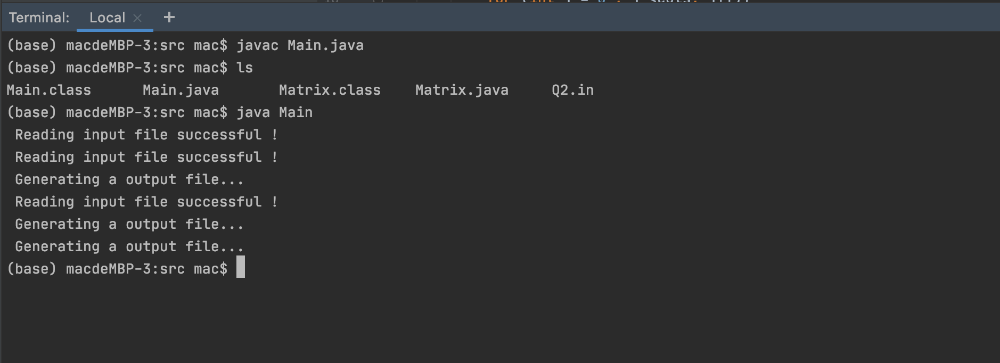 Terminal: Local × +
(base) macdeMBP-3:src mac$ javac Main.java
(base) macdeMBP-3:src mac$ ls
Main.class Main.java Matrix.class Matrix.java Q2.in
(base) macdeMBP-3:src mac$ java Main
Reading input file successful !
Reading input file successful !
Generating a output file...
Reading input file successful !
Generating a output file...
Generating a output file...
(base) macdeMBP-3:src mac$